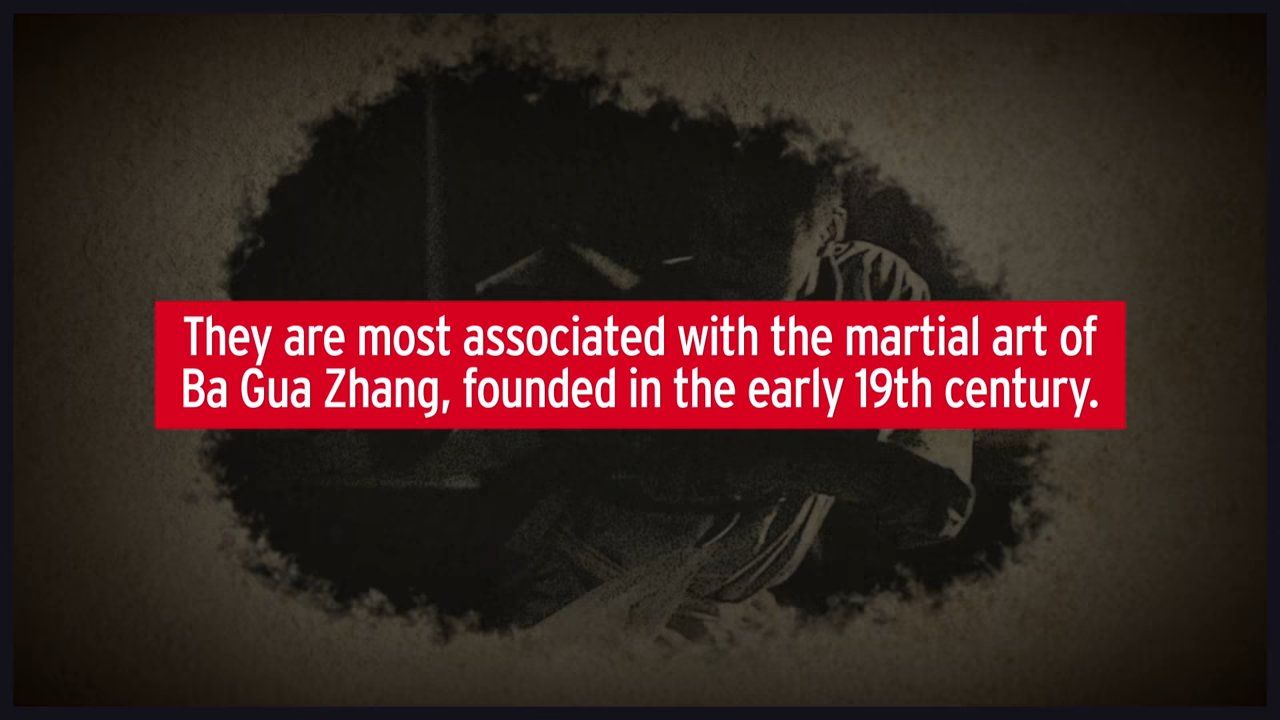 They are most associated with the martial art of
Ba Gua Zhang, founded in the early 19th century.